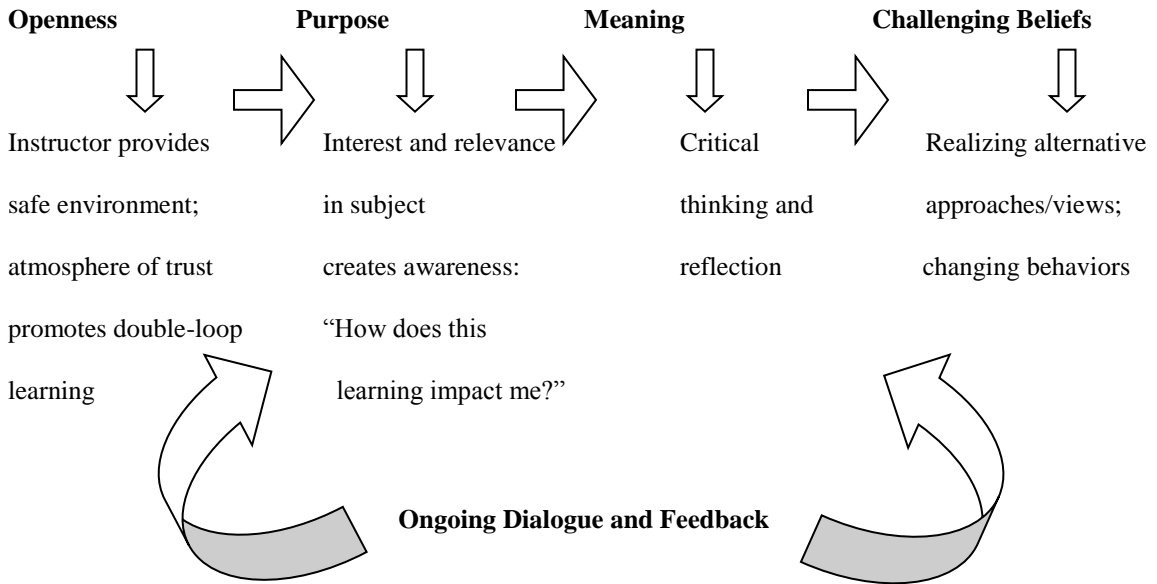 Openness
Purpose
Meaning
Challenging Beliefs
Instructor provides
safe environment;
atmosphere of trust
promotes double-loop
learning
Interest and relevance
in subject
creates awareness:
“How does this
learning impact me?”
Critical
thinking and
reflection
Realizing alternative
approaches/views;
changing behaviors
Ongoing Dialogue and Feedback